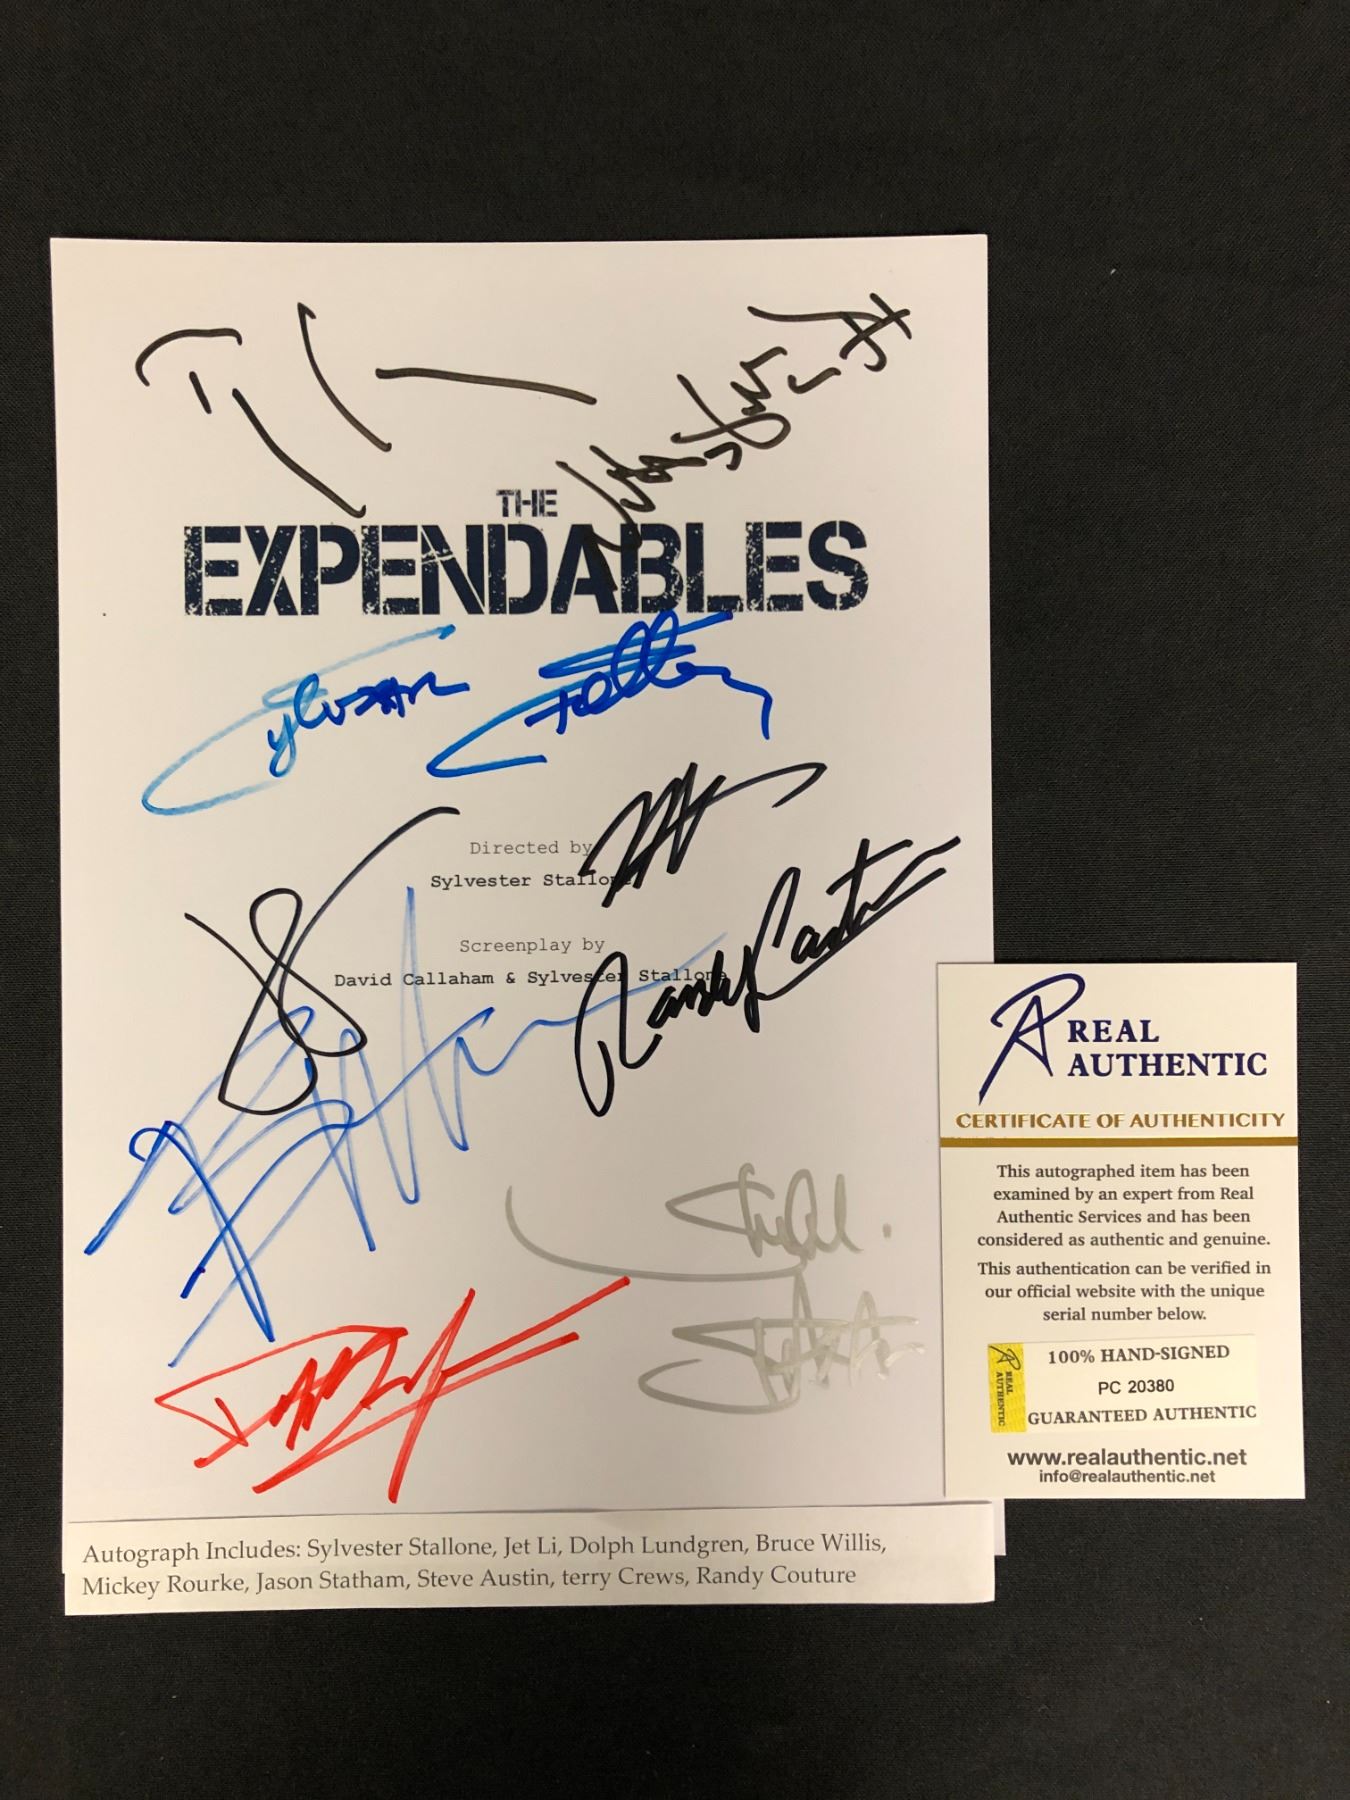 THE
EXPENDABLES
Sylvester
Stallone
Directed by
Sylvester Stallone
Screenplay by
David Callaham & Sylvester Stallone
Randy Couture
REAL
AUTHENTIC
CERTIFICATE OF AUTHENTICITY
This autographed item has been
examined by an expert from Real
Authentic Services and has been
considered as authentic and genuine.
This authentication can be verified in
our official website with the unique
serial number below.
REAL
AUTHENTIC
100% HAND-SIGNED
PC 20380
GUARANTEED AUTHENTIC
www.realauthentic.net
info@realauthentic.net
Autograph Includes: Sylvester Stallone, Jet Li, Dolph Lundgren, Bruce Willis,
Mickey Rourke, Jason Statham, Steve Austin, terry Crews, Randy Couture